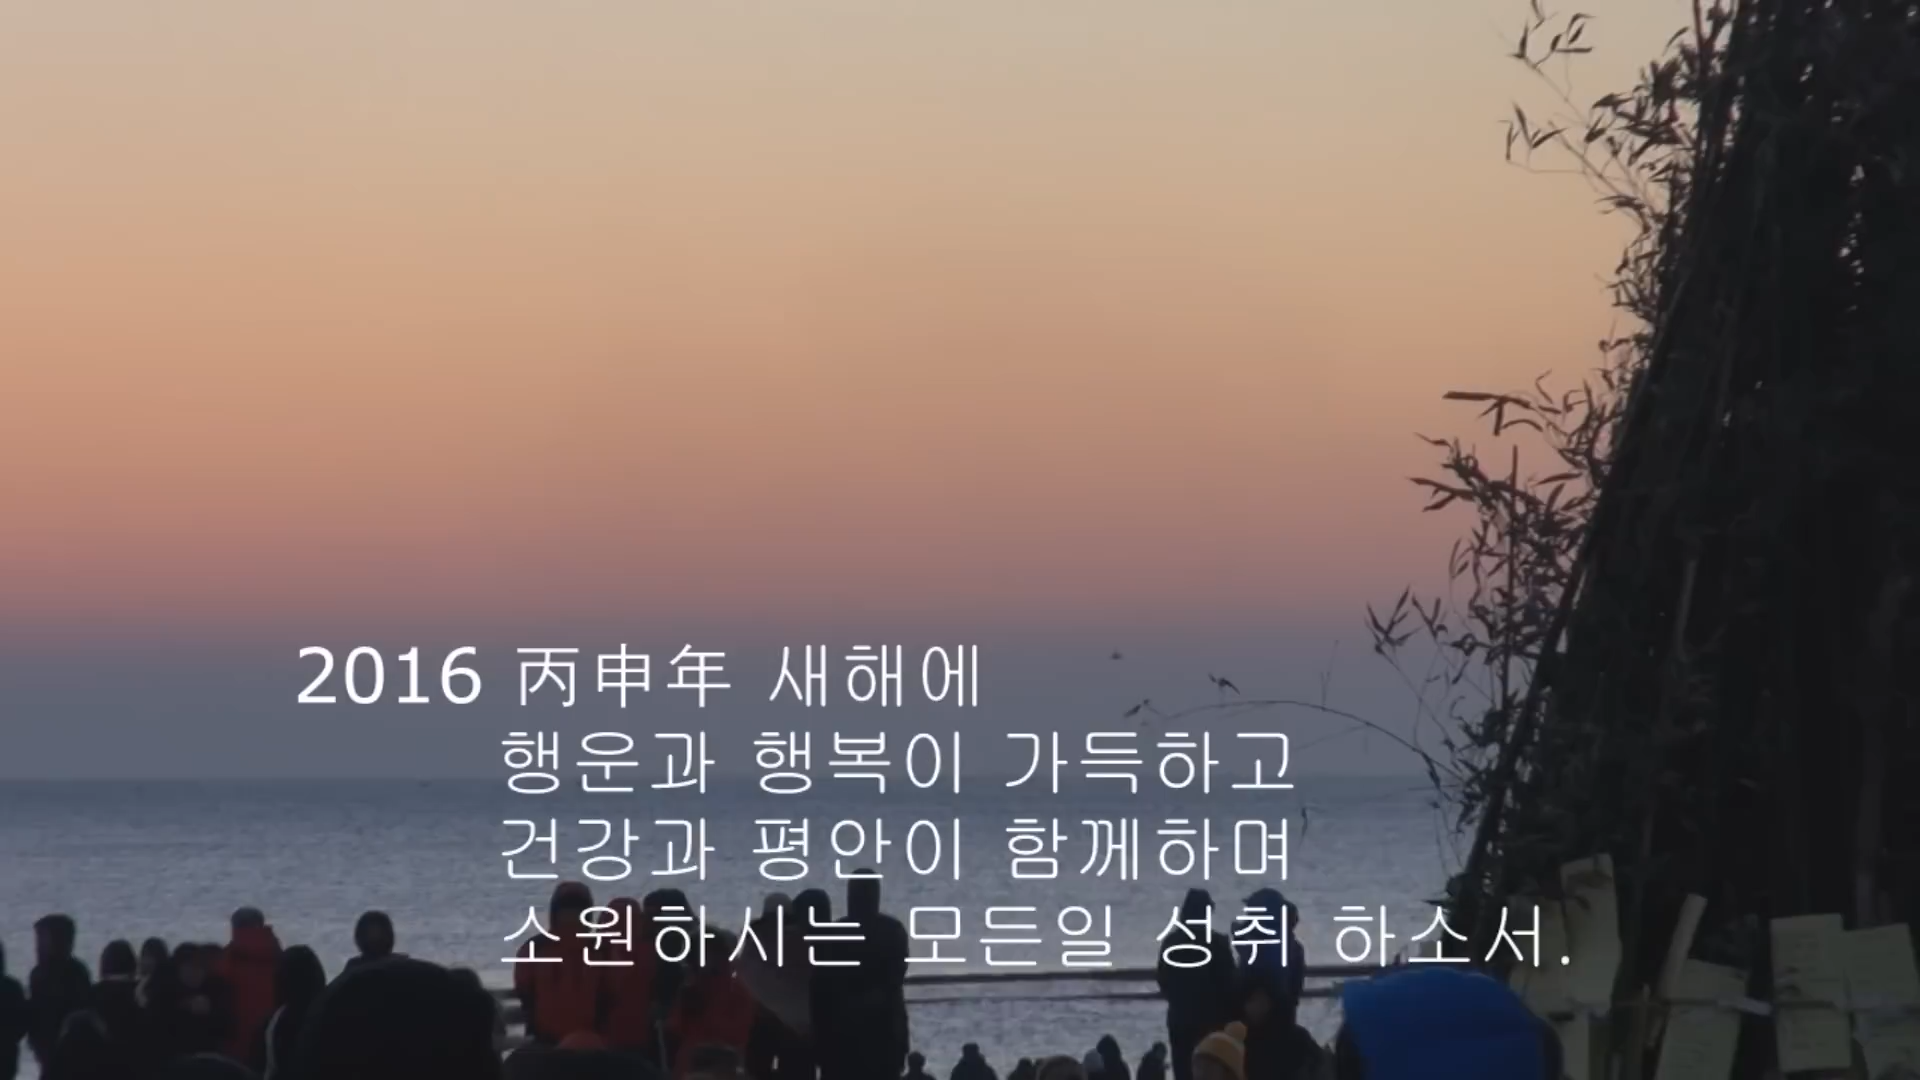 2016 丙申年 새해에
행운과 행복이 가득하고
건강과 평안이 함께하며
소원하시는 모든일 성취 하소서.